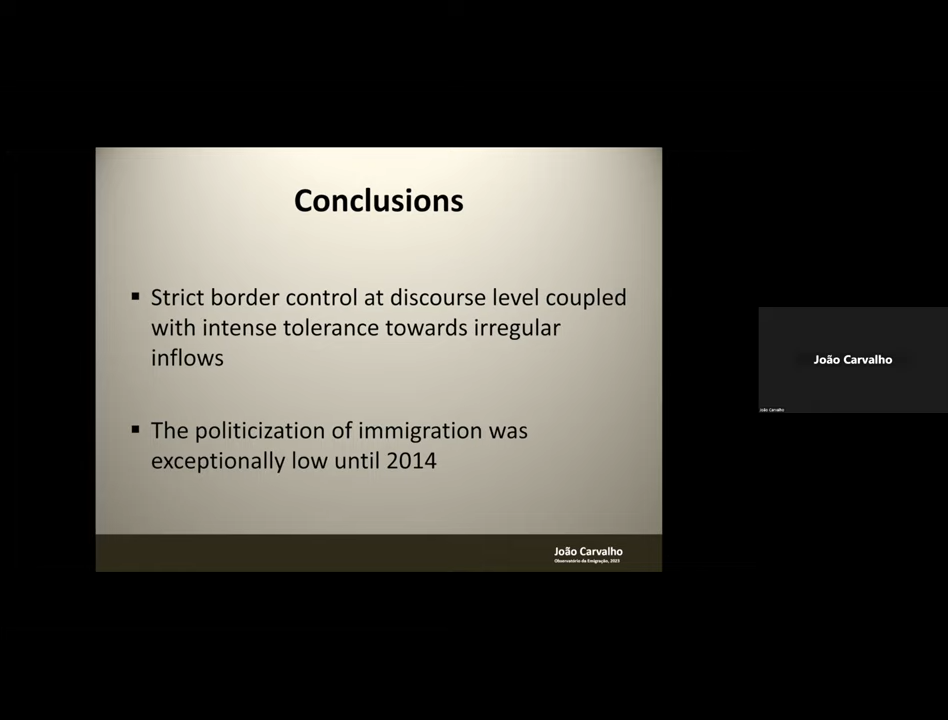 Conclusions
▪ Strict border control at discourse level coupled
with intense tolerance towards irregular
inflows
▪ The politicization of immigration was
exceptionally low until 2014
João Carvalho
Observatório da Emigração, 2023
João Carvalho
João Carvalho